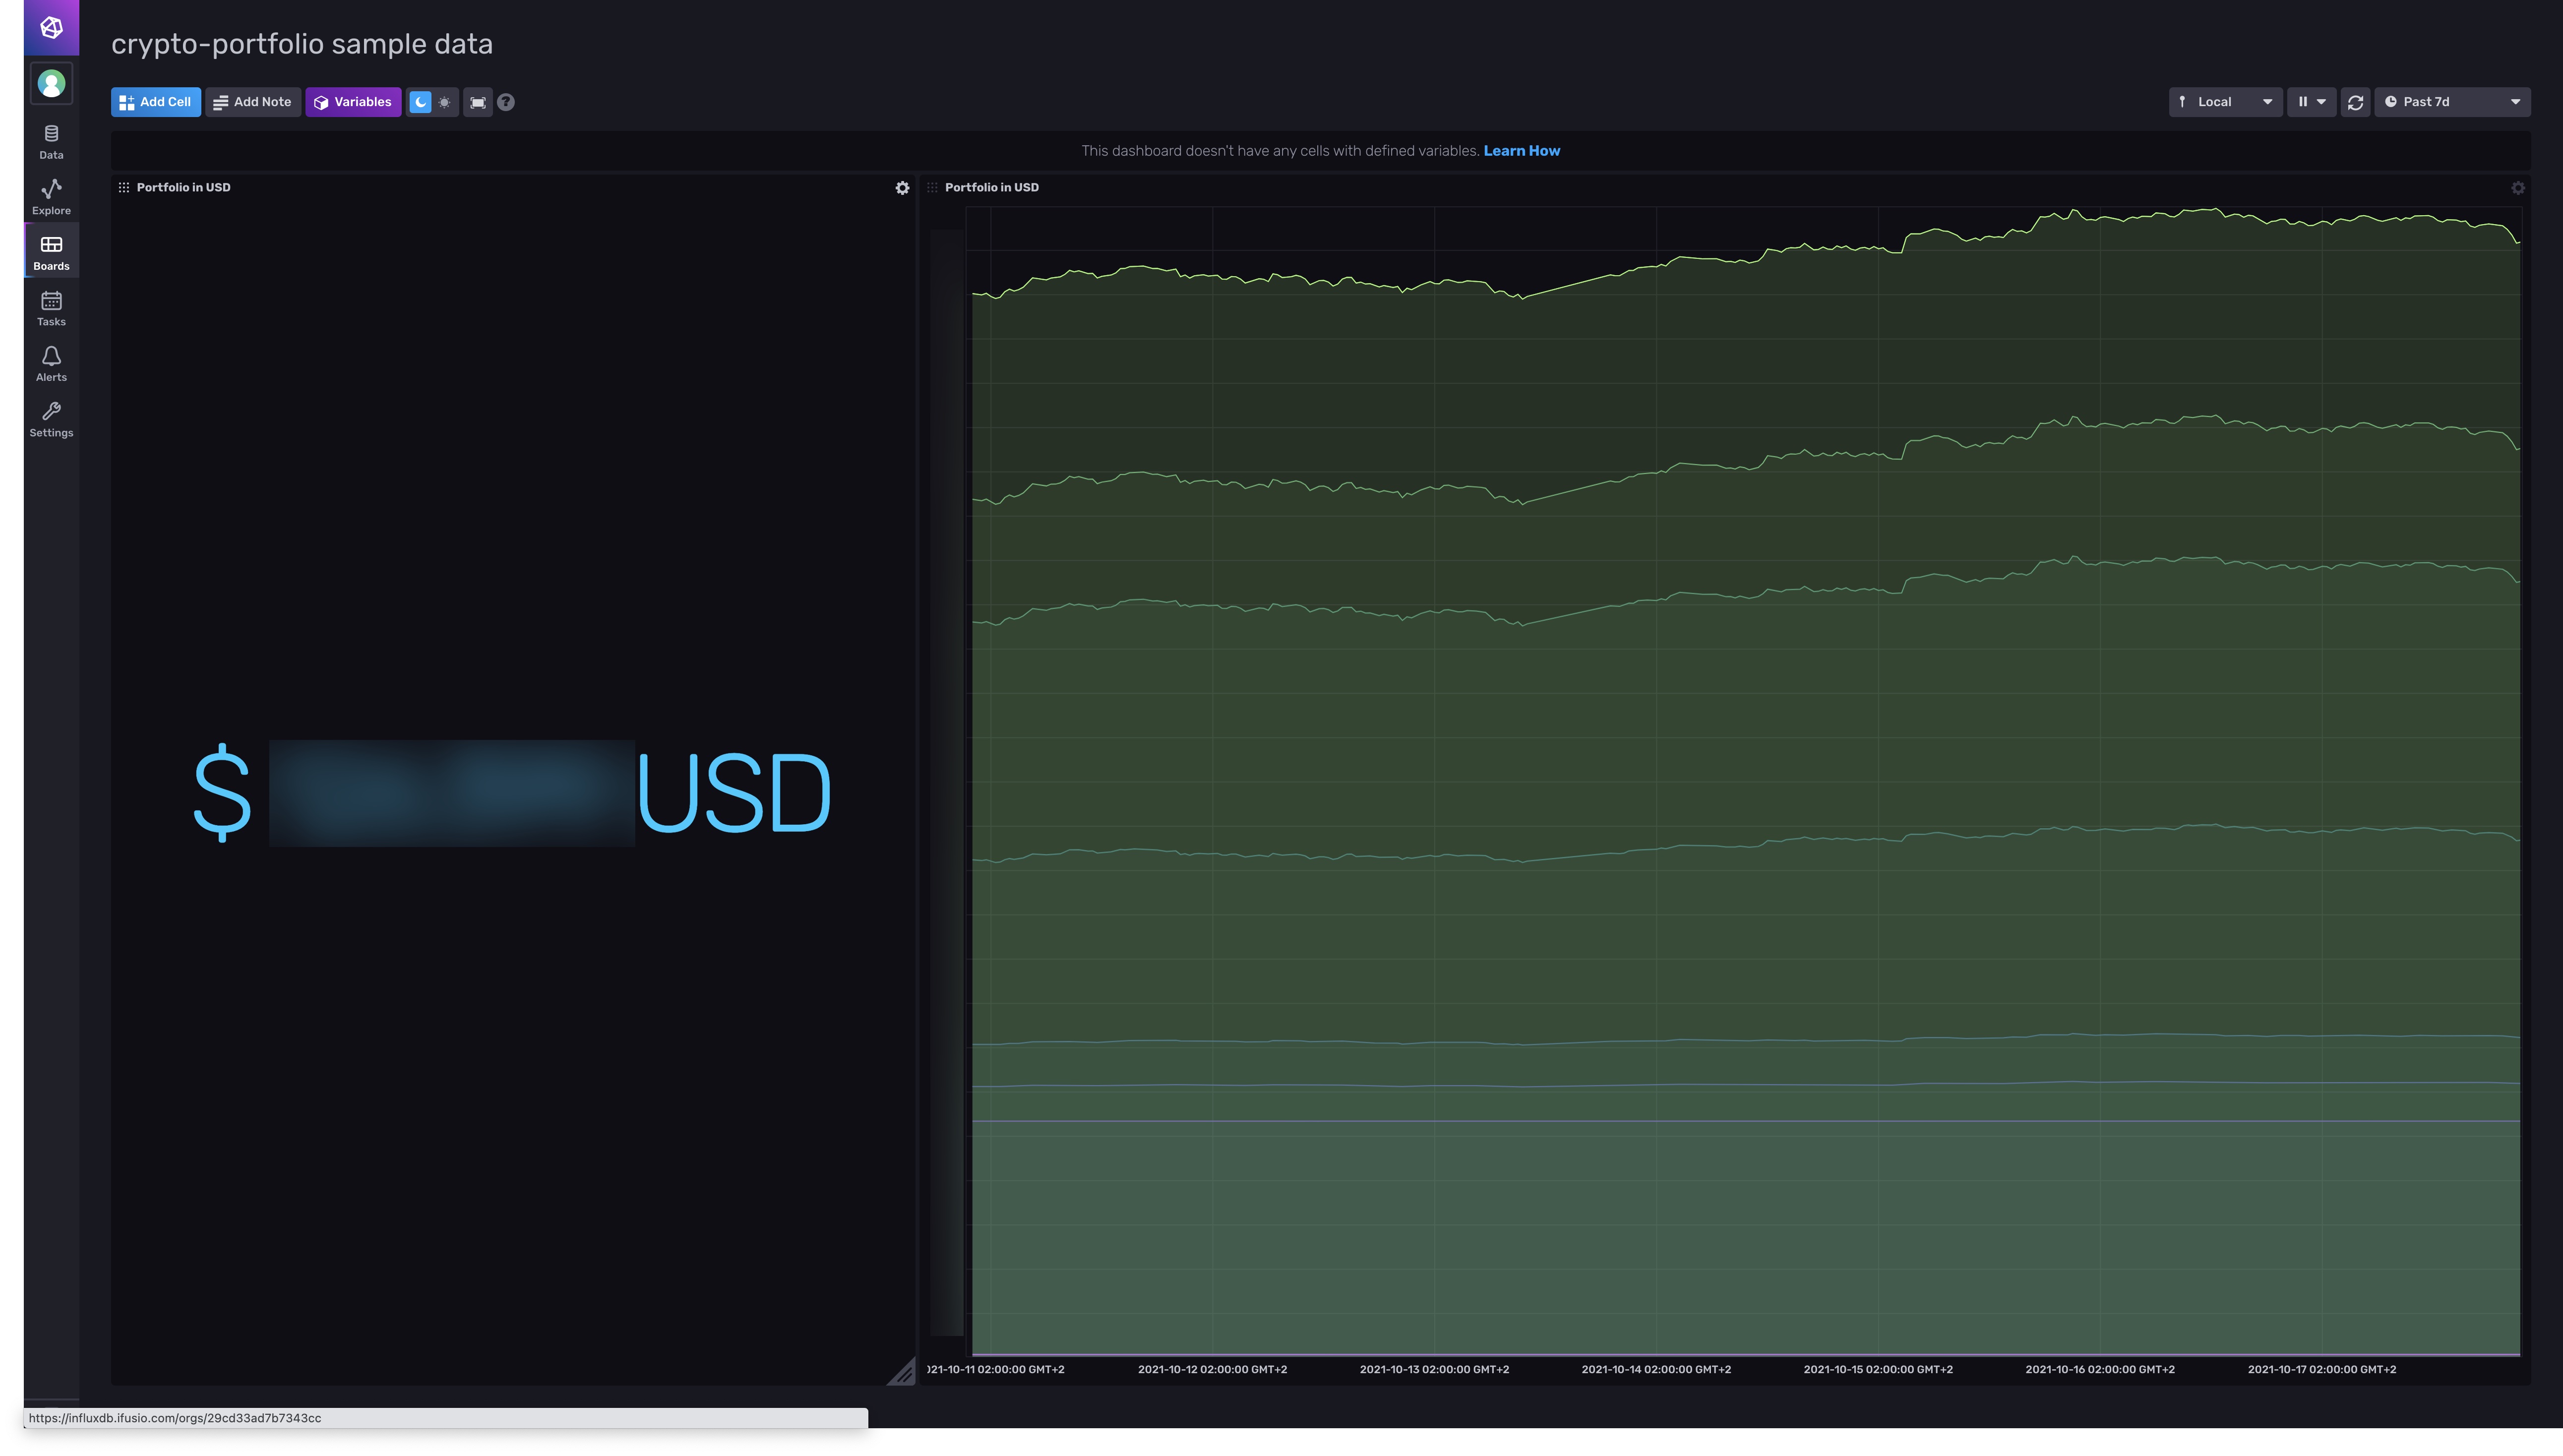 crypto-portfolio sample data
Add Cell Add Note Variables ? Local Past 7d
Data
Explore
Boards
Tasks
Alerts
Settings
This dashboard doesn't have any cells with defined variables. Learn How
Portfolio in USD
$ USD
Portfolio in USD
021-10-11 02:00:00 GMT+2 2021-10-12 02:00:00 GMT+2 2021-10-13 02:00:00 GMT+2 2021-10-14 02:00:00 GMT+2 2021-10-15 02:00:00 GMT+2 2021-10-16 02:00:00 GMT+2 2021-10-17 02:00:00 GMT+2
https://influxdb.ifusio.com/orgs/29cd33ad7b7343cc